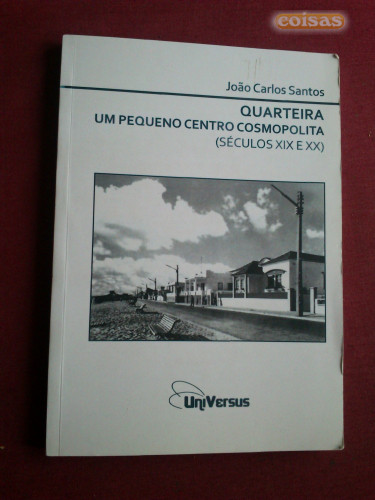 coisas
João Carlos Santos
QUARTEIRA
UM PEQUENO CENTRO COSMOPOLITA
(SÉCULOS XIX E XX)
UniVersus